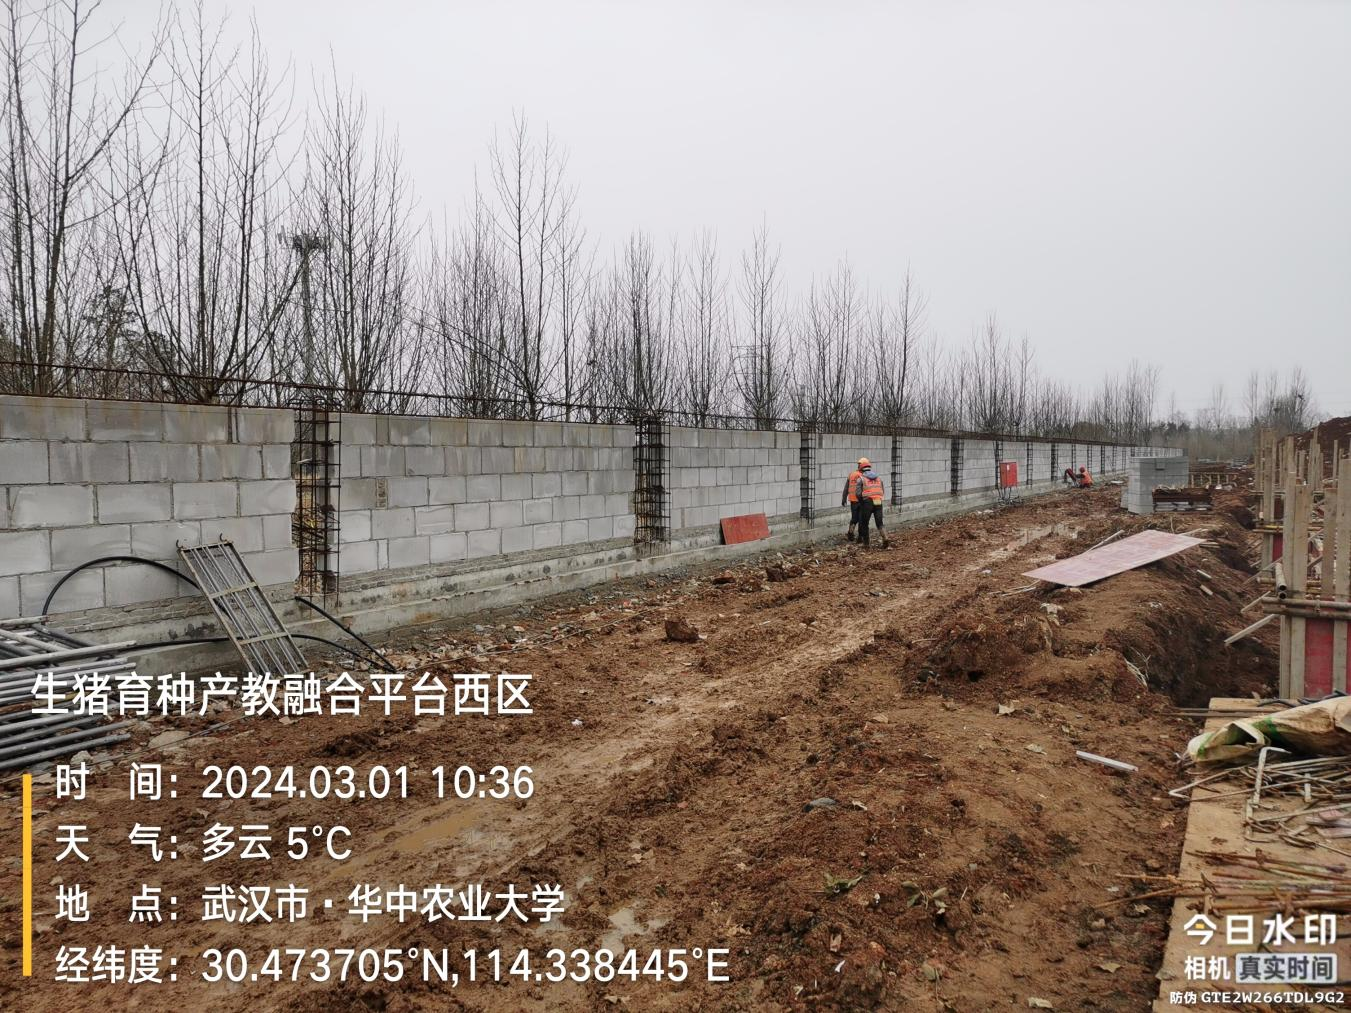 生猪育种产教融合平台西区
时 间：2024.03.01 10:36
天 气：多云 5°C
地 点：武汉市·华中农业大学
经纬度：30.473705°N,114.338445°E
今日水印
相机 真实时间
防伪 GTE2W266TDL9G2